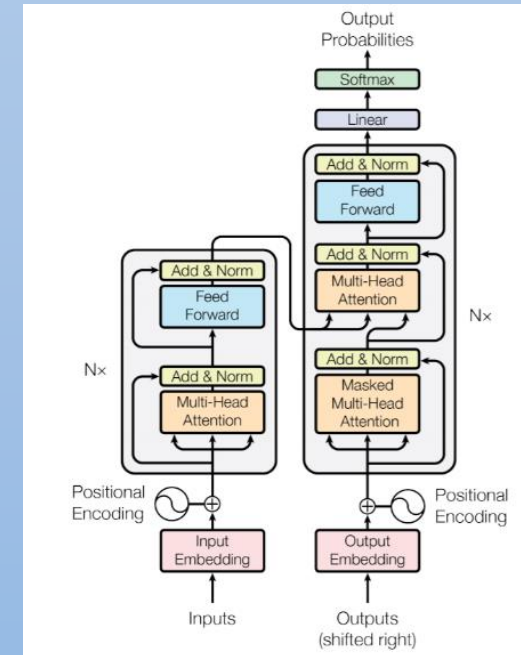 Output
Probabilities
Softmax
Linear
Add & Norm
Feed
Forward
Add & Norm
Multi-Head
Attention
Add & Norm
Masked
Multi-Head
Attention
Nx
Positional
Encoding
Output
Embedding
Outputs
(shifted right)
Add & Norm
Feed
Forward
Add & Norm
Multi-Head
Attention
Nx
Positional
Encoding
Input
Embedding
Inputs